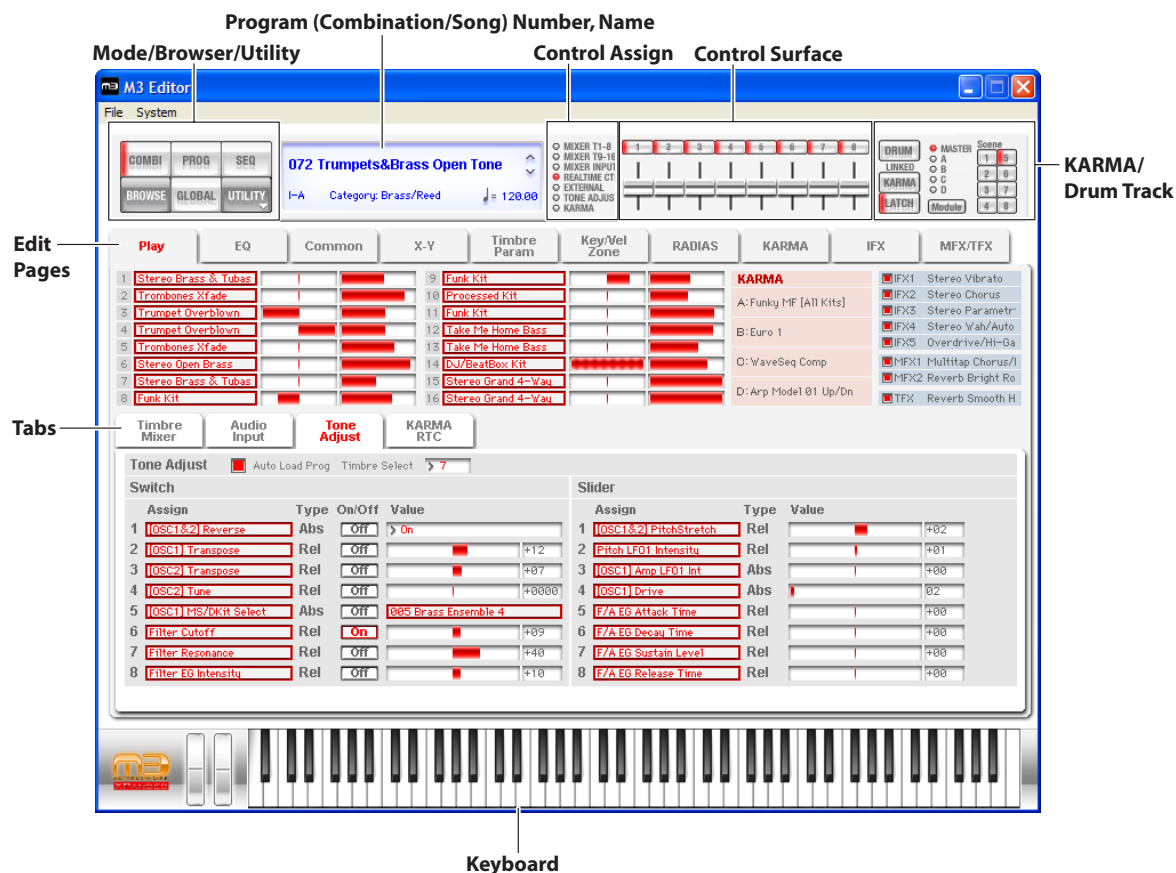 Program (Combination/Song) Number, Name
Mode/Browser/Utility
Control Assign
Control Surface
M3 Editor
File System
COMBI PROG SEQ
BROWSE GLOBAL UTILITY
072 Trumpets&Brass Open Tone
I-A Category: Brass/Reed ♩= 120.00
MIXER T1-8
MIXER T9-16
MIXER INPUT
REALTIME CT
EXTERNAL
TONE ADJUS
KARMA
1 2 3 4 5 6 7 8
DRUM
LINKED
KARMA
LATCH
MASTER
A
B
C
D
Module
Scene
1 5
2 6
3 7
4 8
KARMA/
Drum Track
Edit
Pages
Play EQ Common X-Y Timbre Param Key/Vel Zone RADIAS KARMA IFX MFX/TFX
1 Stereo Brass & Tubas
2 Trombones Xfade
3 Trumpet Overblown
4 Trumpet Overblown
5 Trombones Xfade
6 Stereo Open Brass
7 Stereo Brass & Tubas
8 Funk Kit
9 Funk Kit
10 Processed Kit
11 Funk Kit
12 Take Me Home Bass
13 Take Me Home Bass
14 DJ/BeatBox Kit
15 Stereo Grand 4-Way
16 Stereo Grand 4-Way
KARMA
A: Funky MF [All Kits]
B: Euro 1
C: WaveSeq Comp
D: Arp Model 01 Up/Dn
IFX1 Stereo Vibrato
IFX2 Stereo Chorus
IFX3 Stereo Parametr
IFX4 Stereo Wah/Auto
IFX5 Overdrive/Hi-Ga
MFX1 Multitap Chorus/
MFX2 Reverb Bright Ro
TFX Reverb Smooth H
Tabs
Timbre Mixer Audio Input Tone Adjust KARMA RTC
Tone Adjust Auto Load Prog Timbre Select 7
Switch
Assign Type On/Off Value
1 [OSC1&2] Reverse Abs Off On
2 [OSC1] Transpose Rel Off +12
3 [OSC2] Transpose Rel Off +07
4 [OSC2] Tune Rel Off +0000
5 [OSC1] MS/DKit Select Abs Off 005 Brass Ensemble 4
6 Filter Cutoff Rel On +09
7 Filter Resonance Rel Off +40
8 Filter EG Intensity Rel Off +10
Slider
Assign Type Value
1 [OSC1&2] PitchStretch Rel +02
2 Pitch LFO1 Intensity Rel +01
3 [OSC1] Amp LFO1 Int Abs +00
4 [OSC1] Drive Abs 02
5 F/A EG Attack Time Rel +00
6 F/A EG Decay Time Rel +00
7 F/A EG Sustain Level Rel +00
8 F/A EG Release Time Rel +00
m3
Keyboard